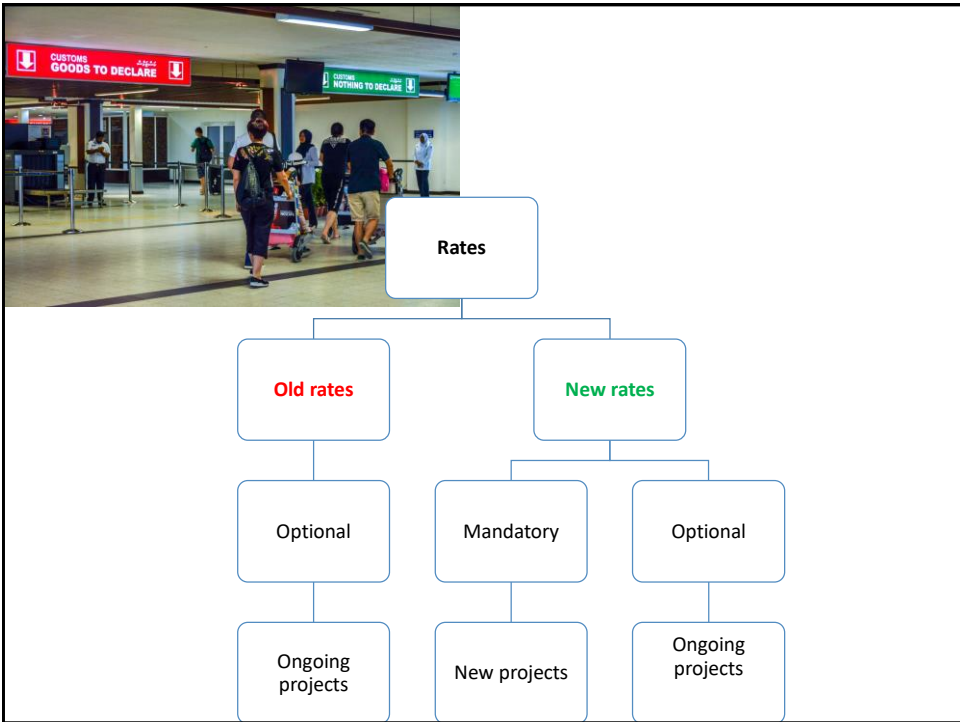 CUSTOMS
GOODS TO DECLARE
CUSTOMS
NOTHING TO DECLARE
Rates
Old rates
New rates
Optional
Mandatory
Optional
Ongoing
projects
New projects
Ongoing
projects